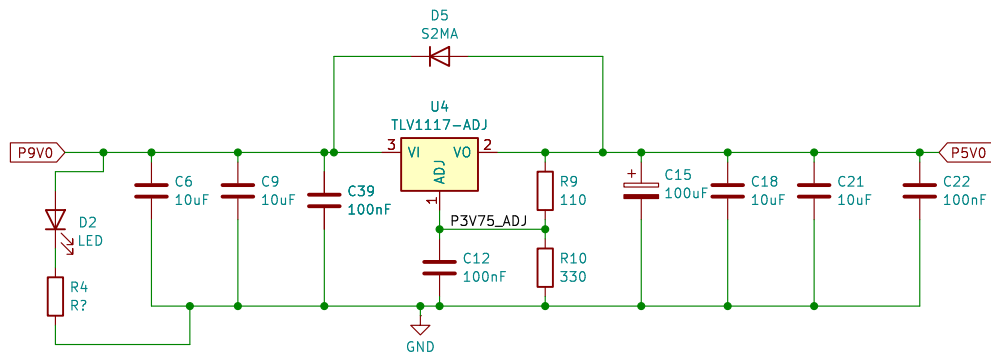 D5
S2MA
U4
TLV1117-ADJ
P9V0
3
VI
VO
2
P5V0
ADJ
1
C6
10uF
C9
10uF
C39
100nF
R9
110
+
C15
100uF
C18
10uF
C21
10uF
C22
100nF
D2
LED
P3V75_ADJ
C12
100nF
R10
330
R4
R?
GND